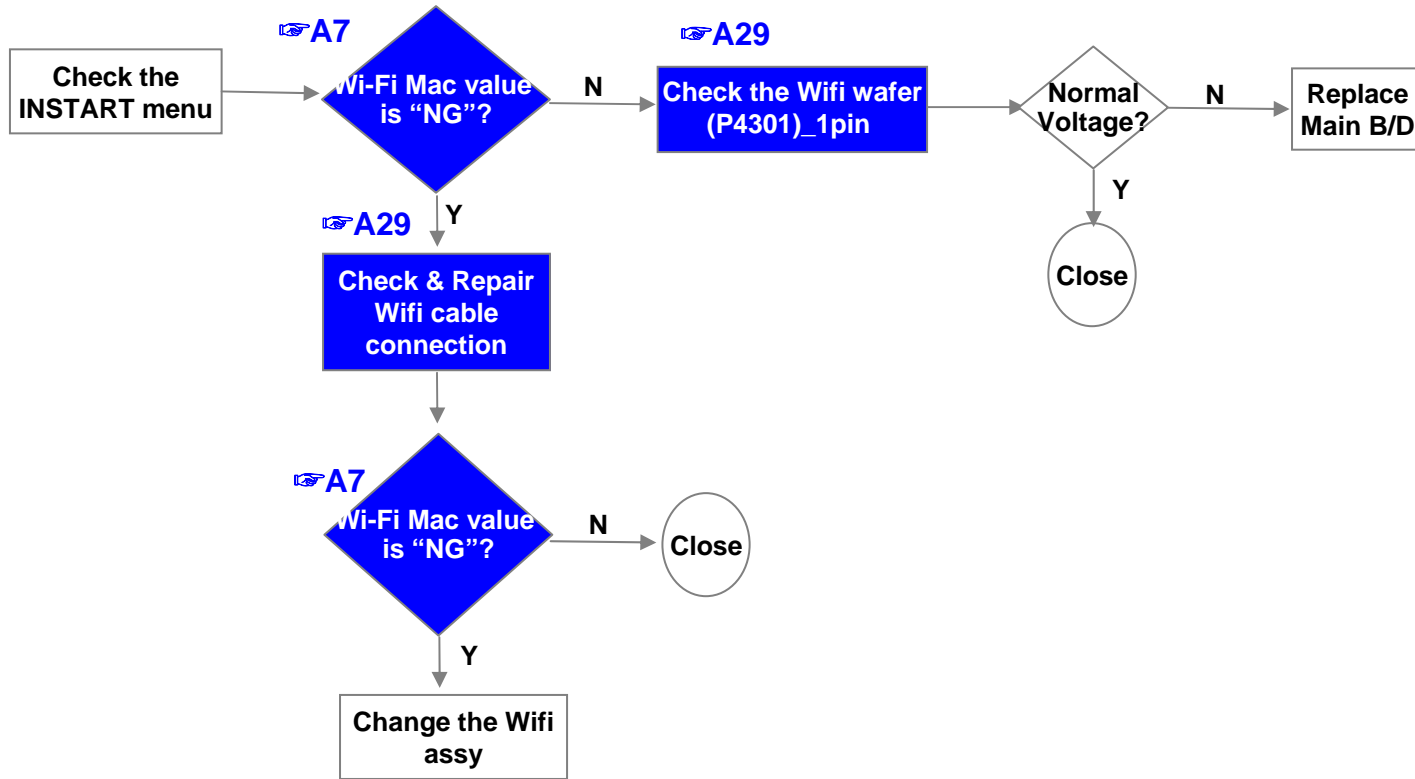 ☞A7
☞A29
Check the
INSTART menu
Wi-Fi Mac value
is “NG”?
N
Check the Wifi wafer
(P4301)_1pin
Normal
Voltage?
N
Replace
Main B/D
Y
Close
Y
☞A29
Check & Repair
Wifi cable
connection
☞A7
Wi-Fi Mac value
is “NG”?
N
Close
Y
Change the Wifi
assy